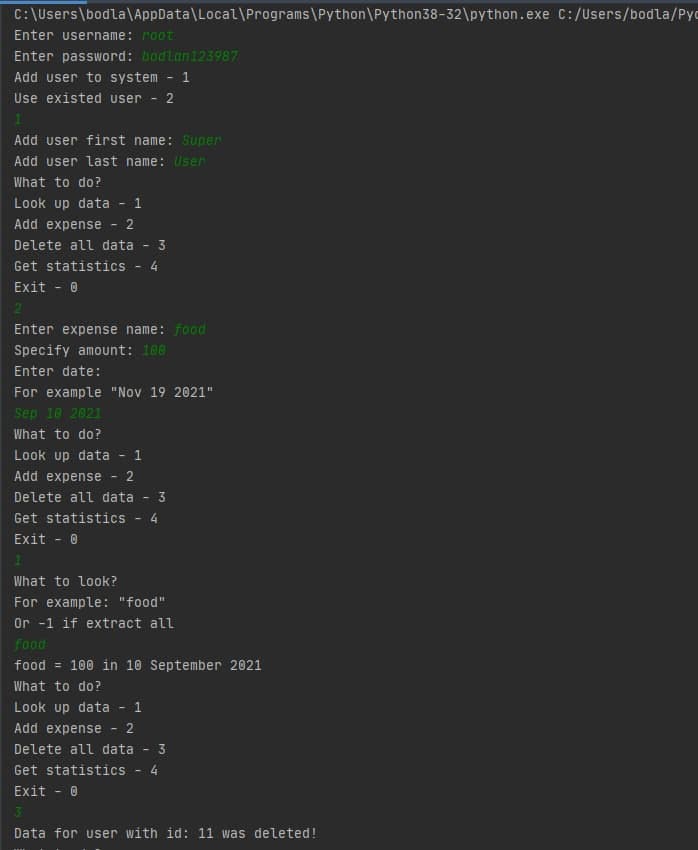 C:\Users\bodla\AppData\Local\Programs\Python\Python38-32\python.exe C:/Users/bodla/Pyc
Enter username: root
Enter password: bodlan123987
Add user to system – 1
Use existed user – 2
1
Add user first name: Super
Add user last name: User
What to do?
Look up data – 1
Add expense – 2
Delete all data – 3
Get statistics – 4
Exit – 0
2
Enter expense name: food
Specify amount: 100
Enter date:
For example "Nov 19 2021"
Sep 10 2021
What to do?
Look up data – 1
Add expense – 2
Delete all data – 3
Get statistics – 4
Exit – 0
1
What to look?
For example: "food"
Or -1 if extract all
food
food = 100 in 10 September 2021
What to do?
Look up data – 1
Add expense – 2
Delete all data – 3
Get statistics – 4
Exit – 0
3
Data for user with id: 11 was deleted!